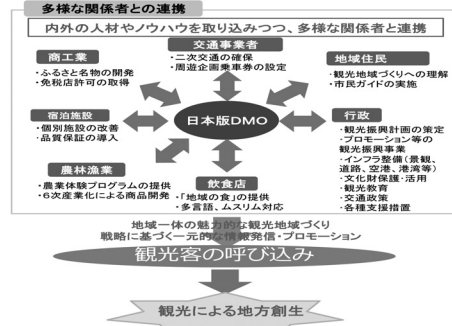 多様な関係者との連携
内外の人材やノウハウを取り込みつつ、多様な関係者と連携
交通事業者
・二次交通の確保
・周遊企画乗車券の設定
商工業
・ふるさと名物の開発
・免税店許可の取得
地域住民
・観光地域づくりへの理解
・市民ガイドの実施
宿泊施設
・個別施設の改善
・品質保証の導入
日本版DMO
行政
・観光振興計画の策定
・プロモーション等の
観光振興事業
・インフラ整備(景観、
道路、空港、港湾等)
・文化財保護・活用
・観光教育
・交通政策
・各種支援措置
農林漁業
・農業体験プログラムの提供
・6次産業化による商品開発
飲食店
・「地域の食」の提供
・多言語、ムスリム対応
地域一体の魅力的な観光地域づくり
戦略に基づく一元的な情報発信・プロモーション
観光客の呼び込み
観光による地方創生